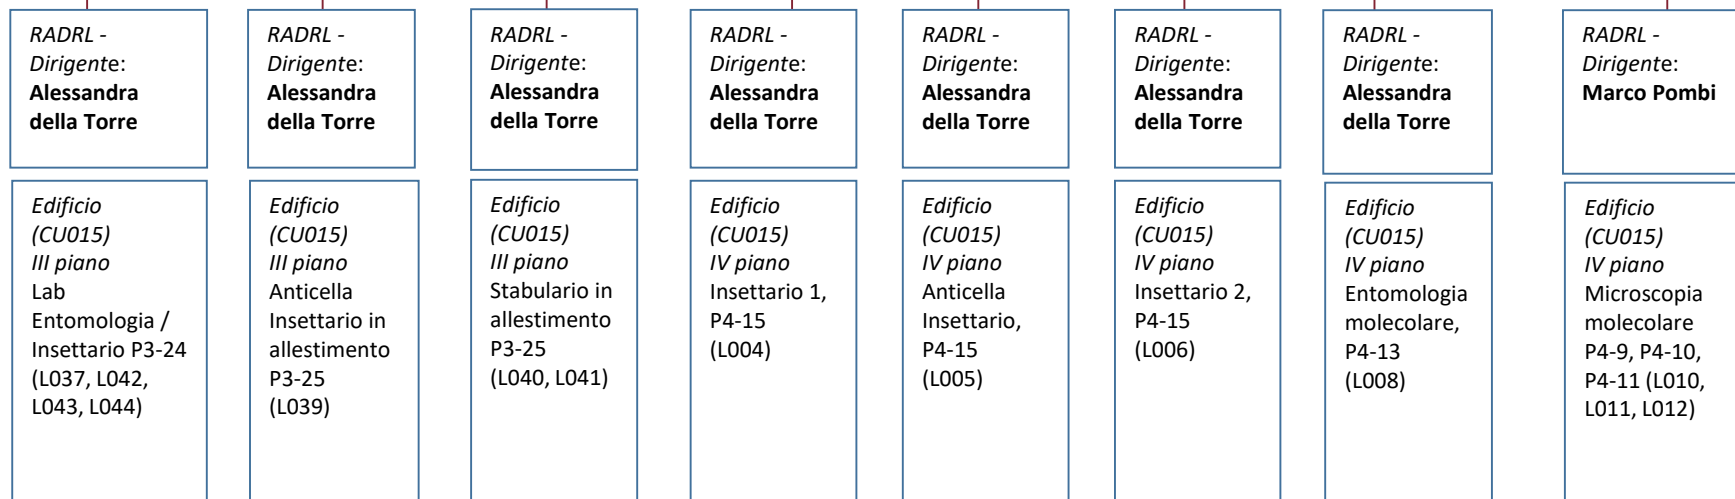 RADRL -
Dirigente:
Alessandra
della Torre
RADRL -
Dirigente:
Alessandra
della Torre
RADRL -
Dirigente:
Alessandra
della Torre
RADRL -
Dirigente:
Alessandra
della Torre
RADRL -
Dirigente:
Alessandra
della Torre
RADRL -
Dirigente:
Alessandra
della Torre
RADRL -
Dirigente:
Alessandra
della Torre
RADRL -
Dirigente:
Marco Pombi
Edificio
(CU015)
III piano
Lab
Entomologia /
Insettario P3-24
(L037, L042,
L043, L044)
Edificio
(CU015)
III piano
Anticella
Insettario in
allestimento
P3-25
(L039)
Edificio
(CU015)
III piano
Stabulario in
allestimento
P3-25
(L040, L041)
Edificio
(CU015)
IV piano
Insettario 1,
P4-15
(L004)
Edificio
(CU015)
IV piano
Anticella
Insettario,
P4-15
(L005)
Edificio
(CU015)
IV piano
Insettario 2,
P4-15
(L006)
Edificio
(CU015)
IV piano
Entomologia
molecolare,
P4-13
(L008)
Edificio
(CU015)
IV piano
Microscopia
molecolare
P4-9, P4-10,
P4-11 (L010,
L011, L012)